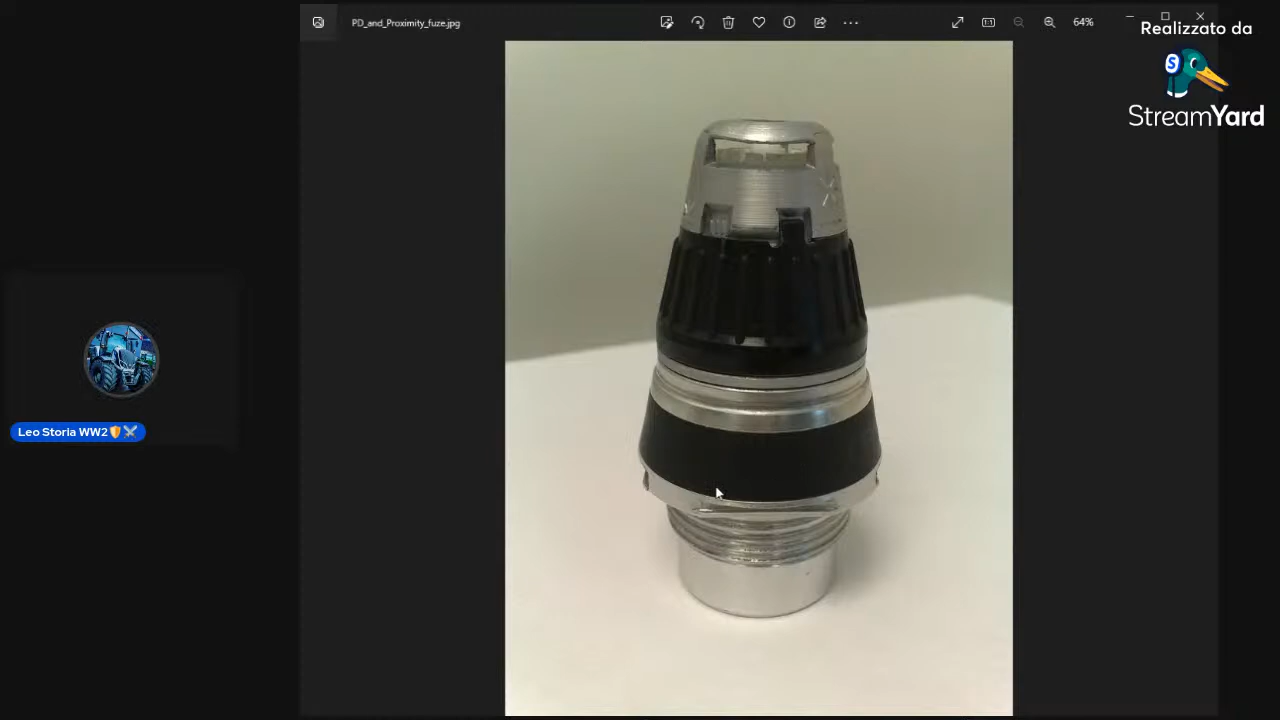 PD_and_Proximity_fuze.jpg
64%
Realizzato da
StreamYard
Leo Storia WW2